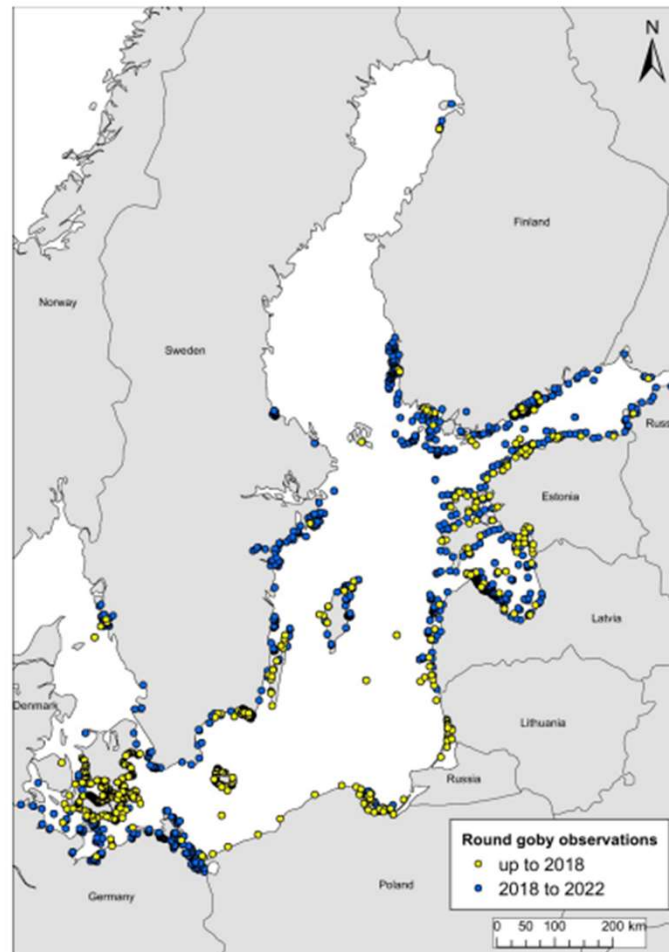 N
Finland
Norway
Sweden
Russ
Estonia
Latvia
Denmark
Lithuania
Russia
Round goby observations
up to 2018
2018 to 2022
Germany
Poland
0 50 100 200 km